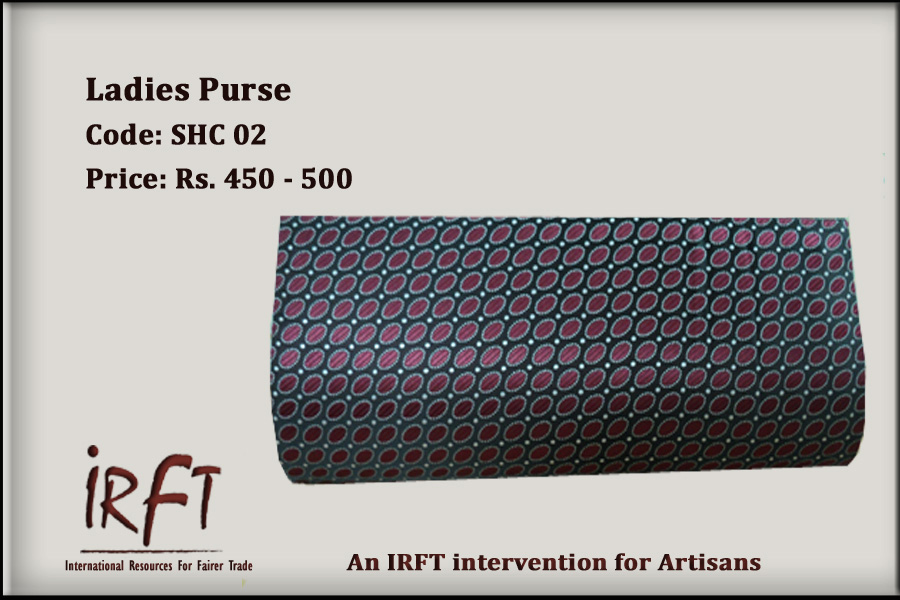 Ladies Purse
Code: SHC 02
Price: Rs. 450 - 500
iRFT
International Resources For Fairer Trade
An IRFT intervention for Artisans